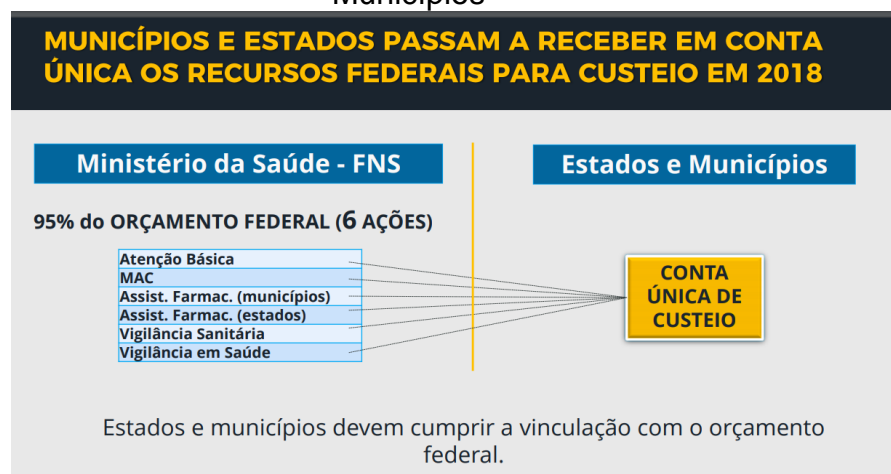 Municípios
MUNICÍPIOS E ESTADOS PASSAM A RECEBER EM CONTA
ÚNICA OS RECURSOS FEDERAIS PARA CUSTEIO EM 2018
Ministério da Saúde - FNS
Estados e Municípios
95% do ORÇAMENTO FEDERAL (6 AÇÕES)
Atenção Básica
MAC
Assist. Farmac. (municípios)
Assist. Farmac. (estados)
Vigilância Sanitária
Vigilância em Saúde
CONTA
ÚNICA DE
CUSTEIO
Estados e municípios devem cumprir a vinculação com o orçamento
federal.